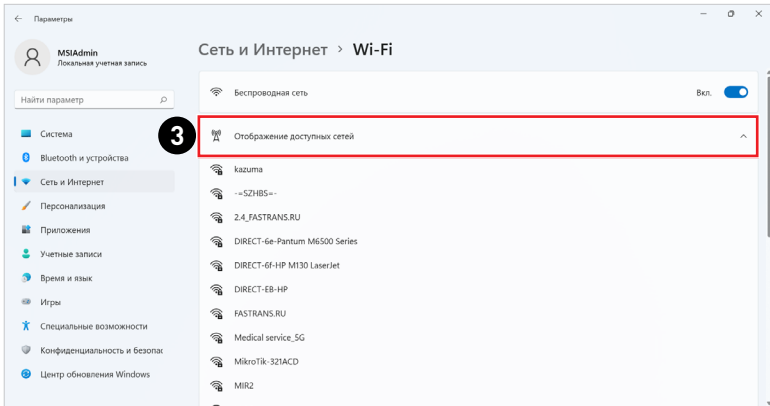 Параметры
MSIAdmin
Локальная учетная запись
Найти параметр
Система
Bluetooth и устройства
Сеть и Интернет
Персонализация
Приложения
Учетные записи
Время и язык
Игры
Специальные возможности
Конфиденциальность и безопас
Центр обновления Windows
Сеть и Интернет > Wi-Fi
Беспроводная сеть Вкл.
3 Отображение доступных сетей
kazuma
-=SZHBS=-
2.4_FASTRANS.RU
DIRECT-6e-Pantum M6500 Series
DIRECT-6f-HP M130 LaserJet
DIRECT-EB-HP
FASTRANS.RU
Medical service_5G
MikroTik-321ACD
MIR2